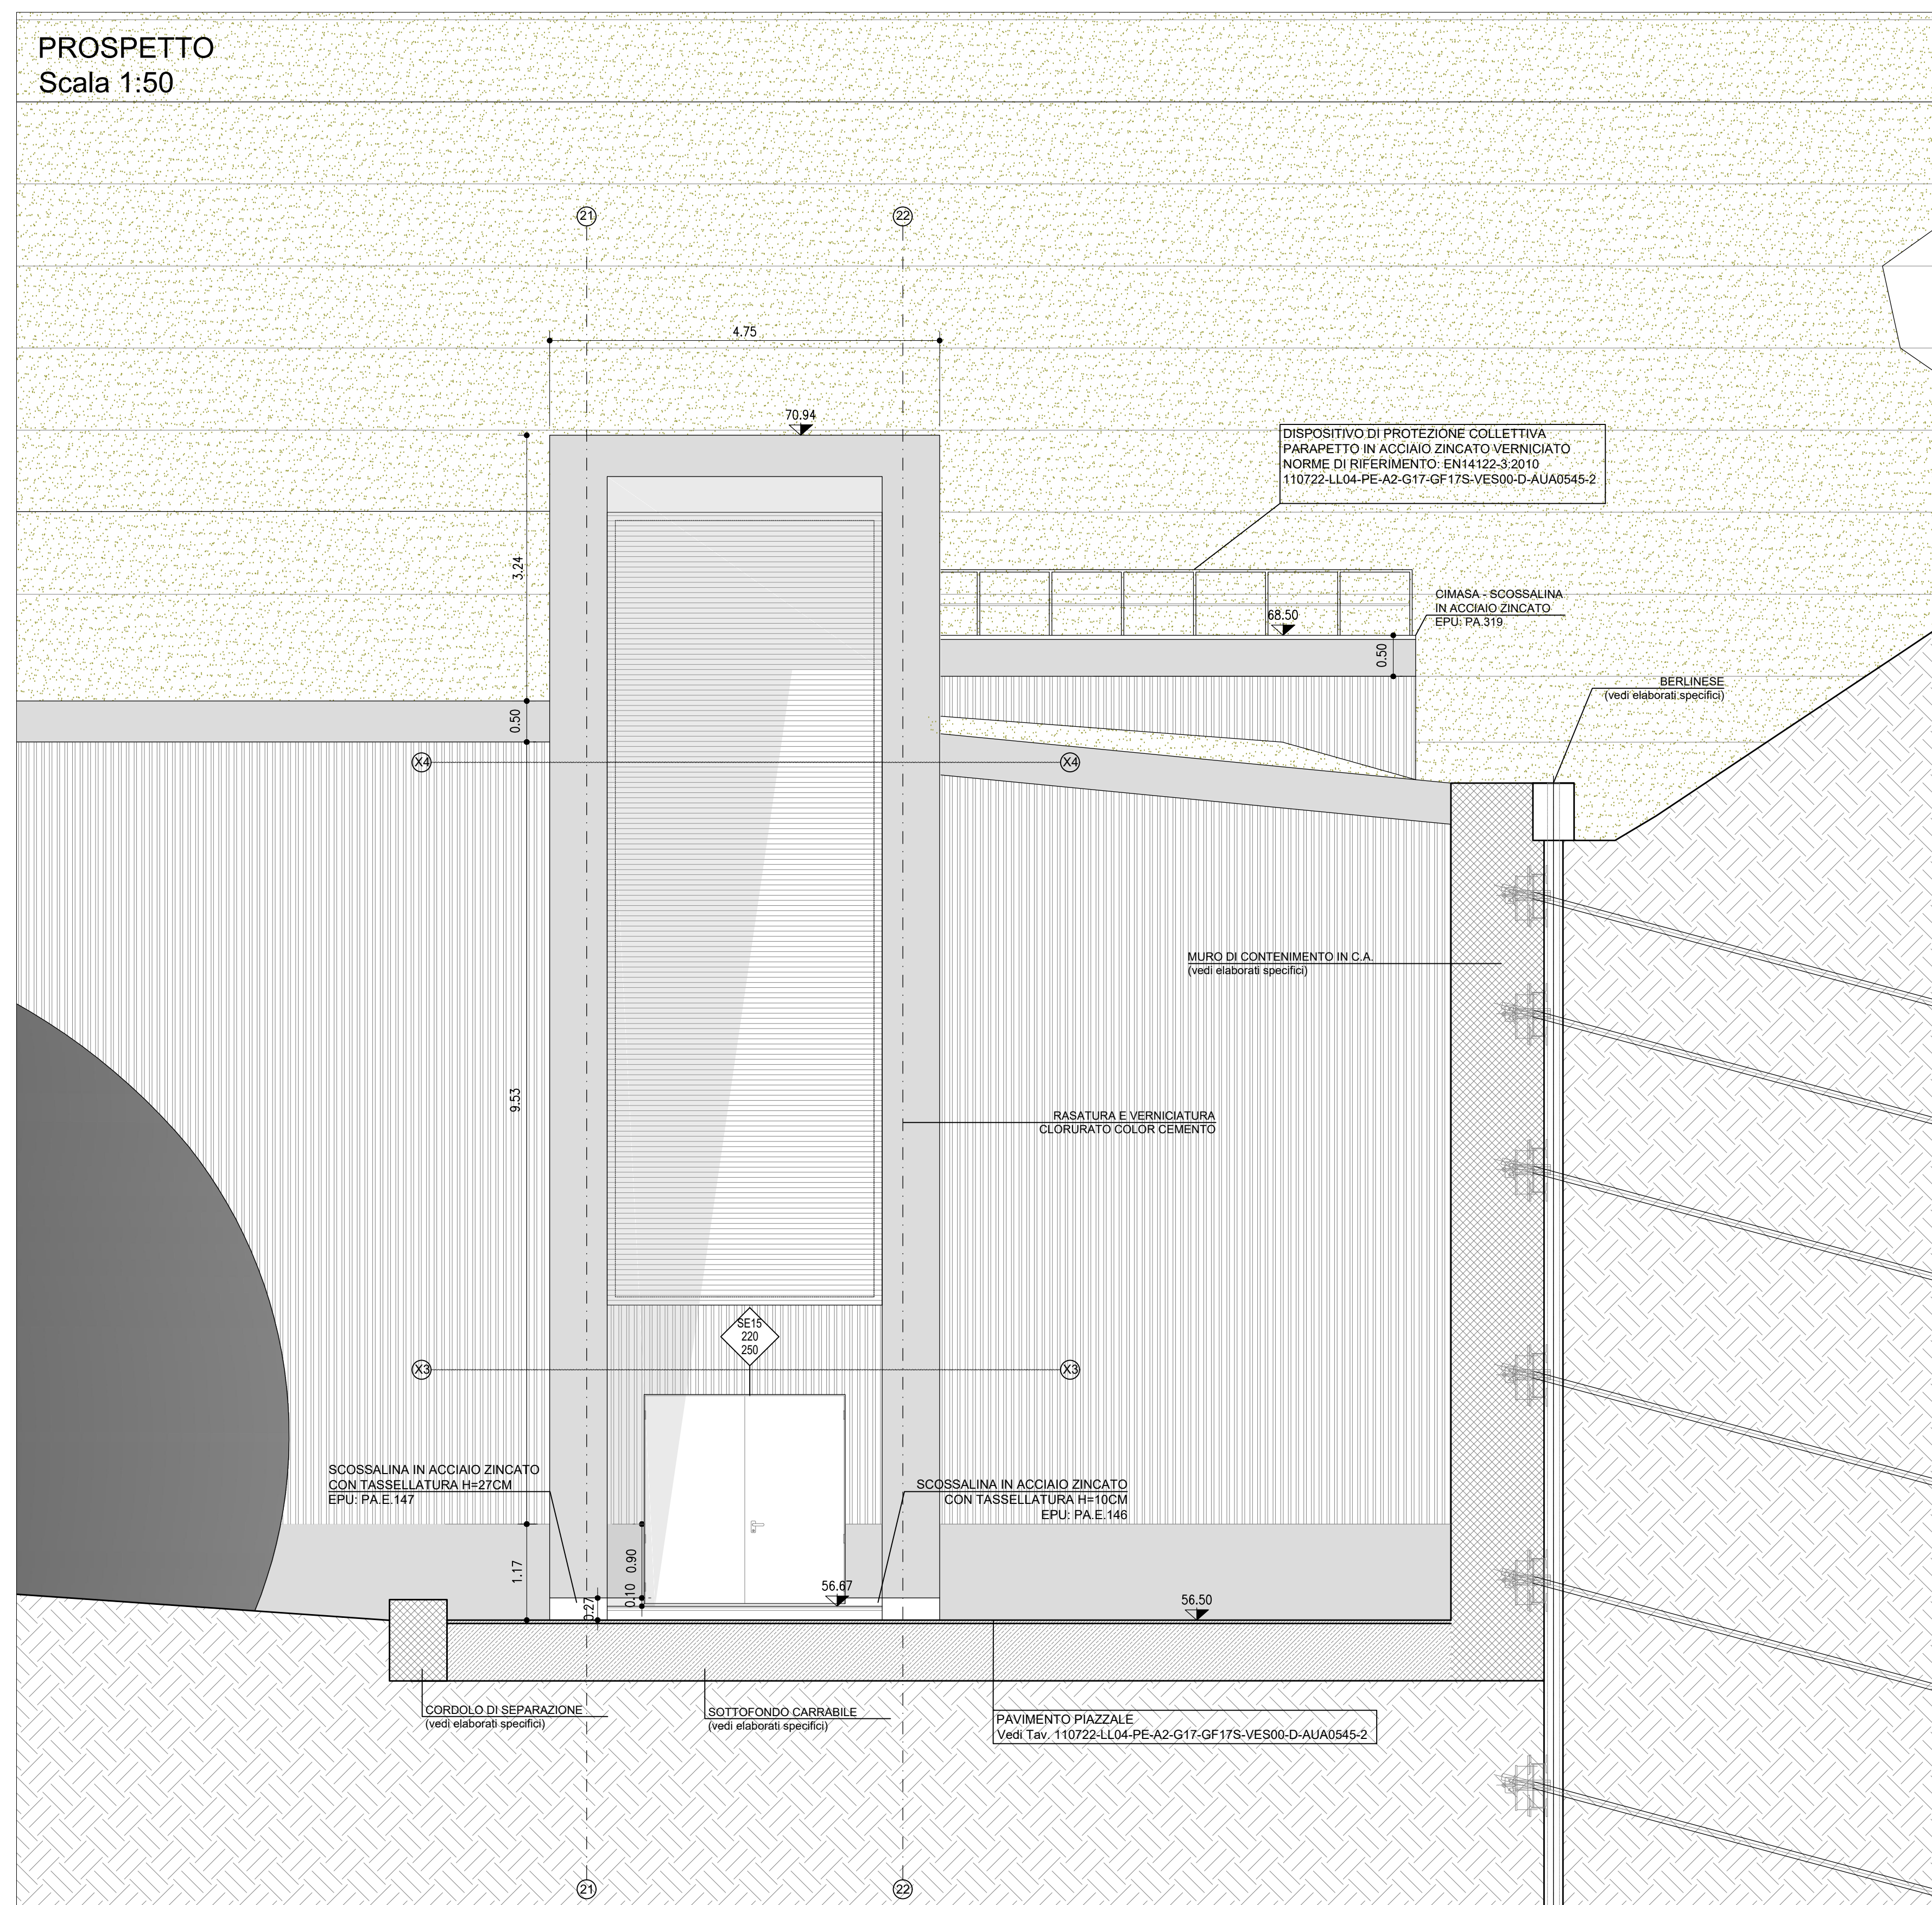 PROSPETTO
Scala 1:50
21
22
4.75
70.94
DISPOSITIVO DI PROTEZIONE COLLETTIVA
PARAPETTO IN ACCIAIO ZINCATO VERNICIATO
NORME DI RIFERIMENTO: EN14122-3:2010
110722-LL04-PE-A2-G17-GF17S-VES00-D-AUA0545-2
3.24
CIMASA - SCOSSALINA
IN ACCIAIO ZINCATO
EPU: PA.319
68.50
0.50
BERLINESE
(vedi elaborati specifici)
0.50
X4
X4
MURO DI CONTENIMENTO IN C.A.
(vedi elaborati specifici)
9.53
RASATURA E VERNICIATURA
CLORURATO COLOR CEMENTO
SE15
220
250
X3
X3
SCOSSALINA IN ACCIAIO ZINCATO
CON TASSELLATURA H=27CM
EPU: PA.E.147
SCOSSALINA IN ACCIAIO ZINCATO
CON TASSELLATURA H=10CM
EPU: PA.E.146
1.17
0.90
0.10
0.27
56.67
56.50
CORDOLO DI SEPARAZIONE
(vedi elaborati specifici)
SOTTOFONDO CARRABILE
(vedi elaborati specifici)
PAVIMENTO PIAZZALE
Vedi Tav. 110722-LL04-PE-A2-G17-GF17S-VES00-D-AUA0545-2
21
22